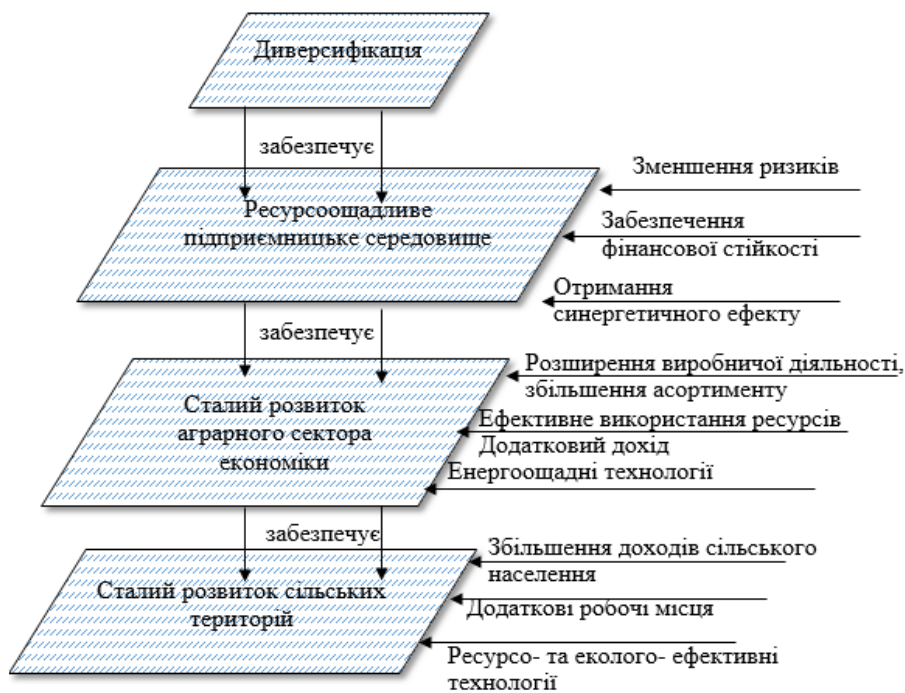 Диверсифікація
забезпечує
Зменшення ризиків
Ресурсоощадливе
підприємницьке середовище
Забезпечення
фінансової стійкості
Отримання
синергетичного ефекту
забезпечує
Розширення виробничої діяльності,
збільшення асортименту
Сталий розвиток
аграрного сектора
економіки
Ефективне використання ресурсів
Додатковий дохід
Енергоощадні технології
забезпечує
Збільшення доходів сільського
населення
Сталий розвиток сільських
територій
Додаткові робочі місця
Ресурсо- та еколого- ефективні
технології